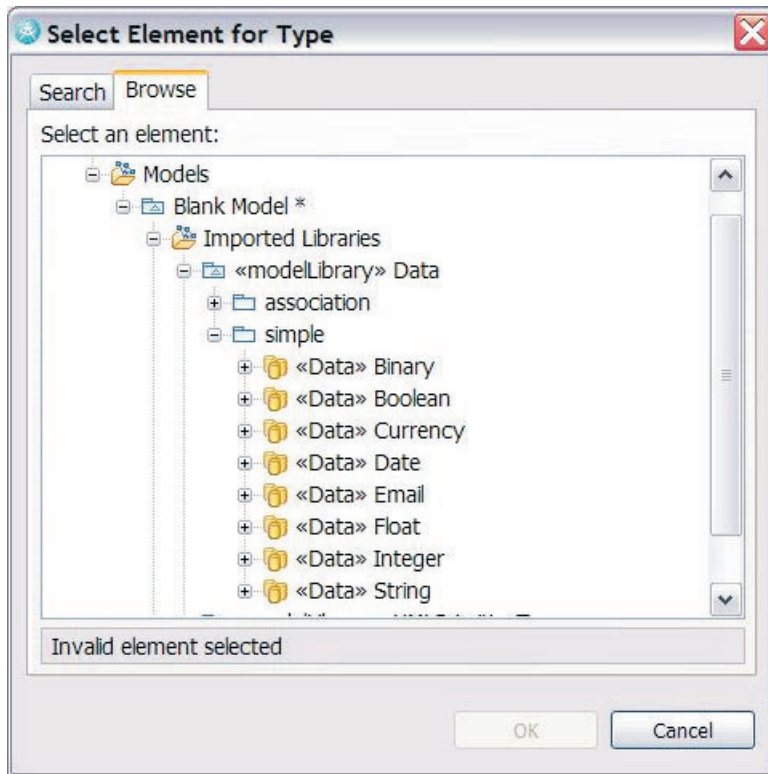 Select Element for Type
Search Browse
Select an element:
Models
Blank Model *
Imported Libraries
«modelLibrary» Data
association
simple
«Data» Binary
«Data» Boolean
«Data» Currency
«Data» Date
«Data» Email
«Data» Float
«Data» Integer
«Data» String
Invalid element selected
OK Cancel